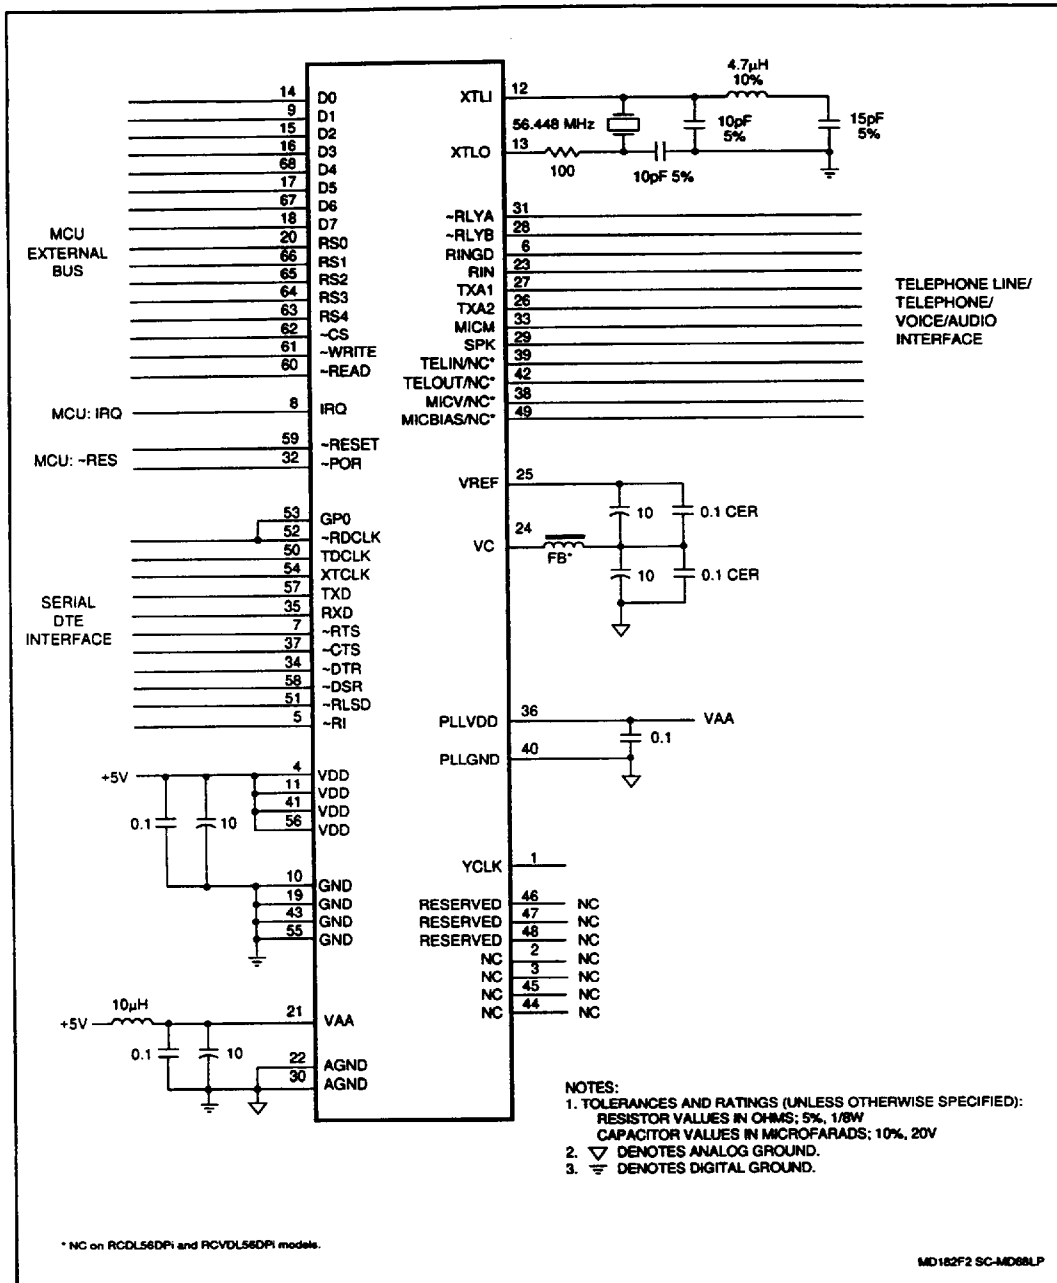 14 D0
9 D1
15 D2
16 D3
68 D4
17 D5
67 D6
18 D7
20 RS0
66 RS1
65 RS2
64 RS3
63 RS4
62 ~CS
61 ~WRITE
60 ~READ
MCU
EXTERNAL
BUS
MCU: IRQ 8 IRQ
59 ~RESET
MCU: ~RES 32 ~POR
53 GP0
52 ~RDCLK
50 TDCLK
54 XTCLK
57 TXD
35 RXD
7 ~RTS
37 ~CTS
34 ~DTR
58 ~DSR
51 ~RLSD
5 ~RI
SERIAL
DTE
INTERFACE
+5V 4 VDD
11 VDD
41 VDD
56 VDD
0.1 10
10 GND
19 GND
43 GND
55 GND
10µH
+5V 21 VAA
0.1 10
22 AGND
30 AGND
XTLI 12
4.7µH
10%
56.448 MHz
10pF
5%
15pF
5%
XTLO 13
100
10pF 5%
~RLYA 31
~RLYB 28
RINGD 6
RIN 23
TXA1 27
TXA2 26
MICM 33
SPK 29
TELIN/NC* 39
TELOUT/NC* 42
MICV/NC* 38
MICBIAS/NC* 49
TELEPHONE LINE/
TELEPHONE/
VOICE/AUDIO
INTERFACE
VREF 25
10 0.1 CER
VC 24
FB*
10 0.1 CER
PLLVDD 36 VAA
0.1
PLLGND 40
YCLK 1
RESERVED 46 NC
RESERVED 47 NC
RESERVED 48 NC
NC 2 NC
NC 3 NC
NC 45 NC
NC 44 NC
NOTES:
1. TOLERANCES AND RATINGS (UNLESS OTHERWISE SPECIFIED):
RESISTOR VALUES IN OHMS; 5%, 1/8W
CAPACITOR VALUES IN MICROFARADS; 10%, 20V
2. ▽ DENOTES ANALOG GROUND.
3. ⏚ DENOTES DIGITAL GROUND.
* NC on RCDL56DPi and RCVDL56DPi models.
MD182F2 SC-MD68LP